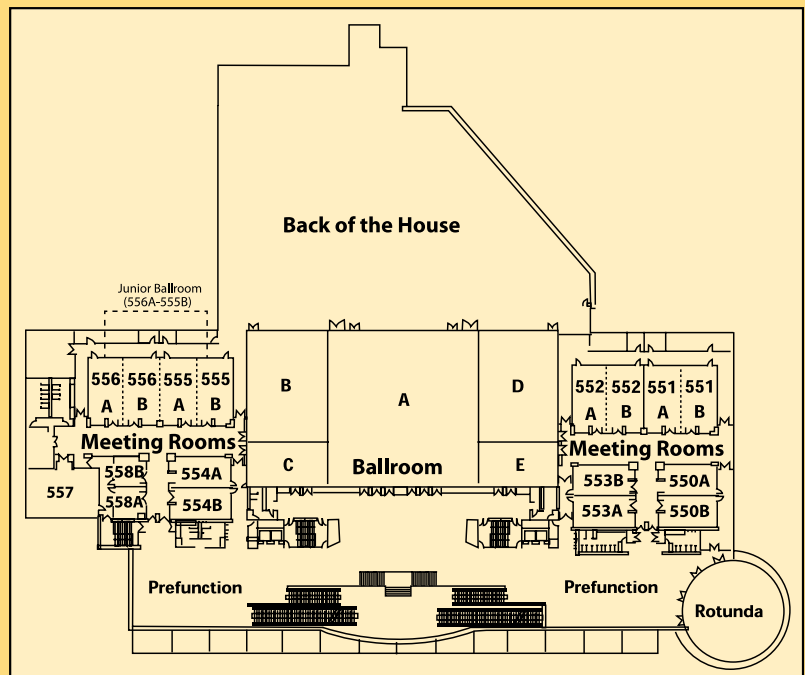 Back of the House
Junior Ballroom
(556A-555B)
556 556 555 555
A B A B
B
A
D
552 552 551 551
A B A B
Meeting Rooms
C
Ballroom
E
Meeting Rooms
557
558B
554A
558A
554B
553B
550A
553A
550B
Prefunction
Prefunction
Rotunda